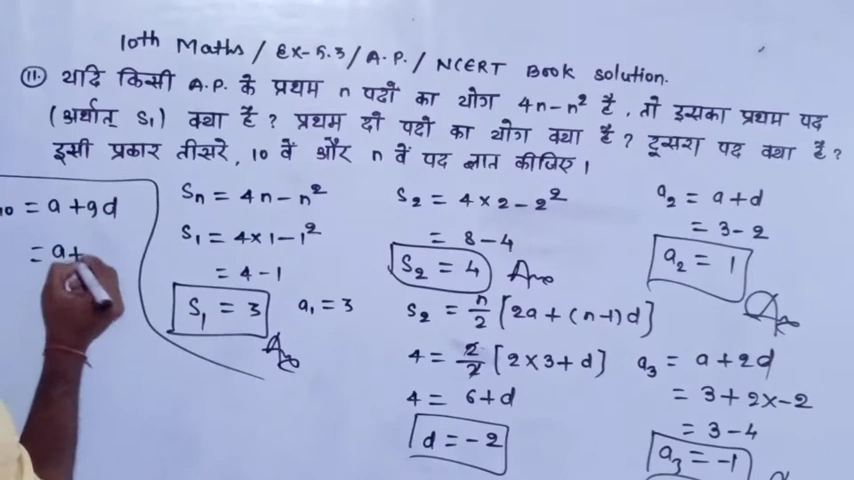 10th Maths / Ex-5.3 / A.P. / NCERT Book solution.
11. यदि किसी A.P. के प्रथम n पदों का योग 4n-n² है, तो इसका प्रथम पद
(अर्थात् S₁) क्या है ? प्रथम दो पदों का योग क्या है ? दूसरा पद क्या है ?
इसी प्रकार तीसरे, 10 वें और n वें पद ज्ञात कीजिए।
10 = a+9d
= a+
Sn = 4n-n²
S₁ = 4×1-1²
= 4-1
S₁ = 3
a₁ = 3
Ans
S₂ = 4×2-2²
= 8-4
S₂ = 4 Ans
S₂ = n/2 [2a+(n-1)d]
4 = 2/2 [2×3+d]
4 = 6+d
d = -2
a₂ = a+d
= 3-2
a₂ = 1
Ans
a₃ = a+2d
= 3+2×-2
= 3-4
a₃ = -1